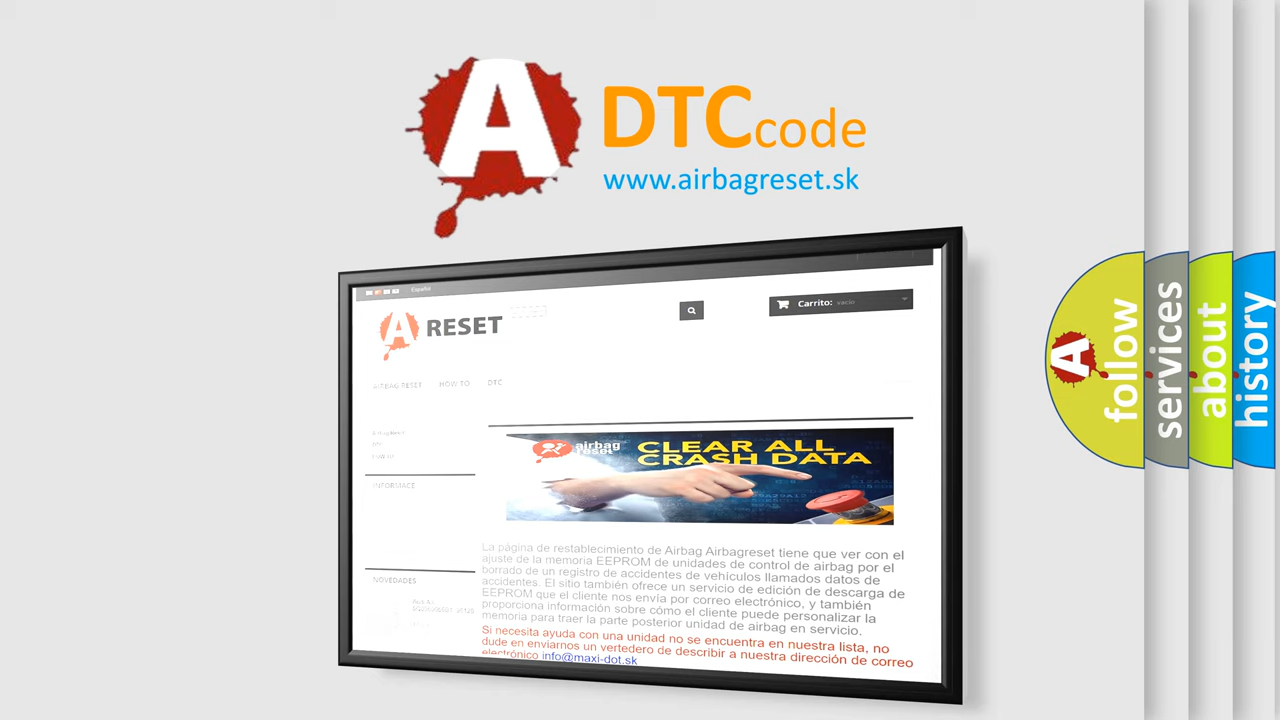 A
DTC code
www.airbagreset.sk
Español
A RESET
Carrito: vacío
AIRBAG RESET HOW TO DTC
airbag
reset
CLEAR ALL
CRASH DATA
INFORMACE
La página de restablecimiento de Airbag Airbagreset tiene que ver con el
ajuste de la memoria EEPROM de unidades de control de airbag por el
borrado de un registro de accidentes de vehículos llamados datos de
accidentes. El sitio también ofrece un servicio de edición de descarga de
EEPROM que el cliente nos envía por correo electrónico, y también
proporciona información sobre cómo el cliente puede personalizar la
memoria para traer la parte posterior unidad de airbag en servicio.
NOVEDADES
Si necesita ayuda con una unidad no se encuentra en nuestra lista, no
dude en enviarnos un vertedero de describir a nuestra dirección de correo
electrónico info@maxi-dot.sk
A
follow
services
about
history